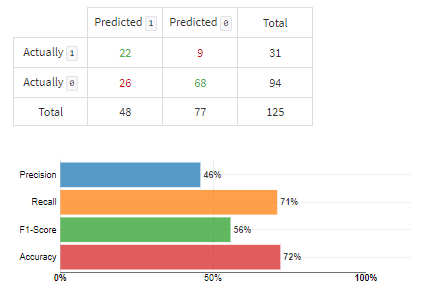 Predicted 1 Predicted 0 Total
Actually 1 22 9 31
Actually 0 26 68 94
Total 48 77 125
Precision 46%
Recall 71%
F1-Score 56%
Accuracy 72%
0% 50% 100%